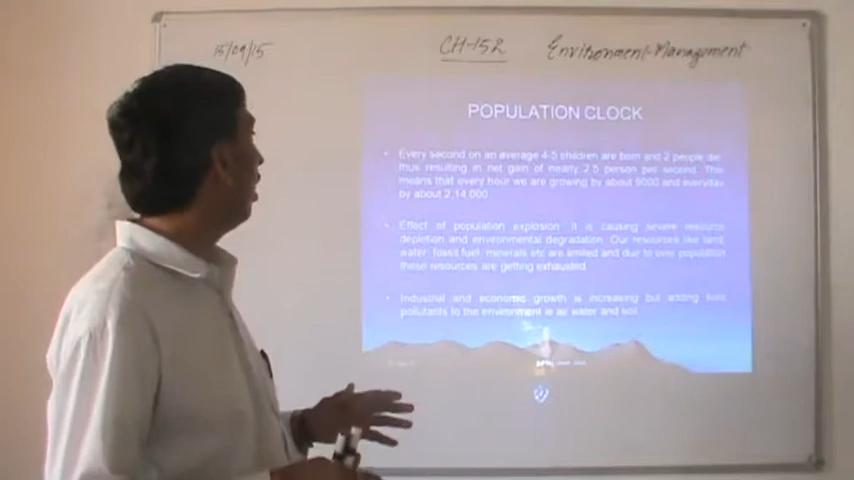 15/09/15
CH-152
Environment-Management
POPULATION CLOCK
Every second on an average 4-5 children are born and 2 people die
thus resulting in net gain of nearly 2.5 person per second. This
means that every hour we are growing by about 9000 and everyday
by about 2,14,000
Effect of population explosion: It is causing severe resource
depletion and environmental degradation. Our resources like land,
water, fossil fuel, minerals etc are limited and due to over population
these resources are getting exhausted
Industrial and economic growth is increasing but adding toxic
pollutants to the environment is air water and soil.